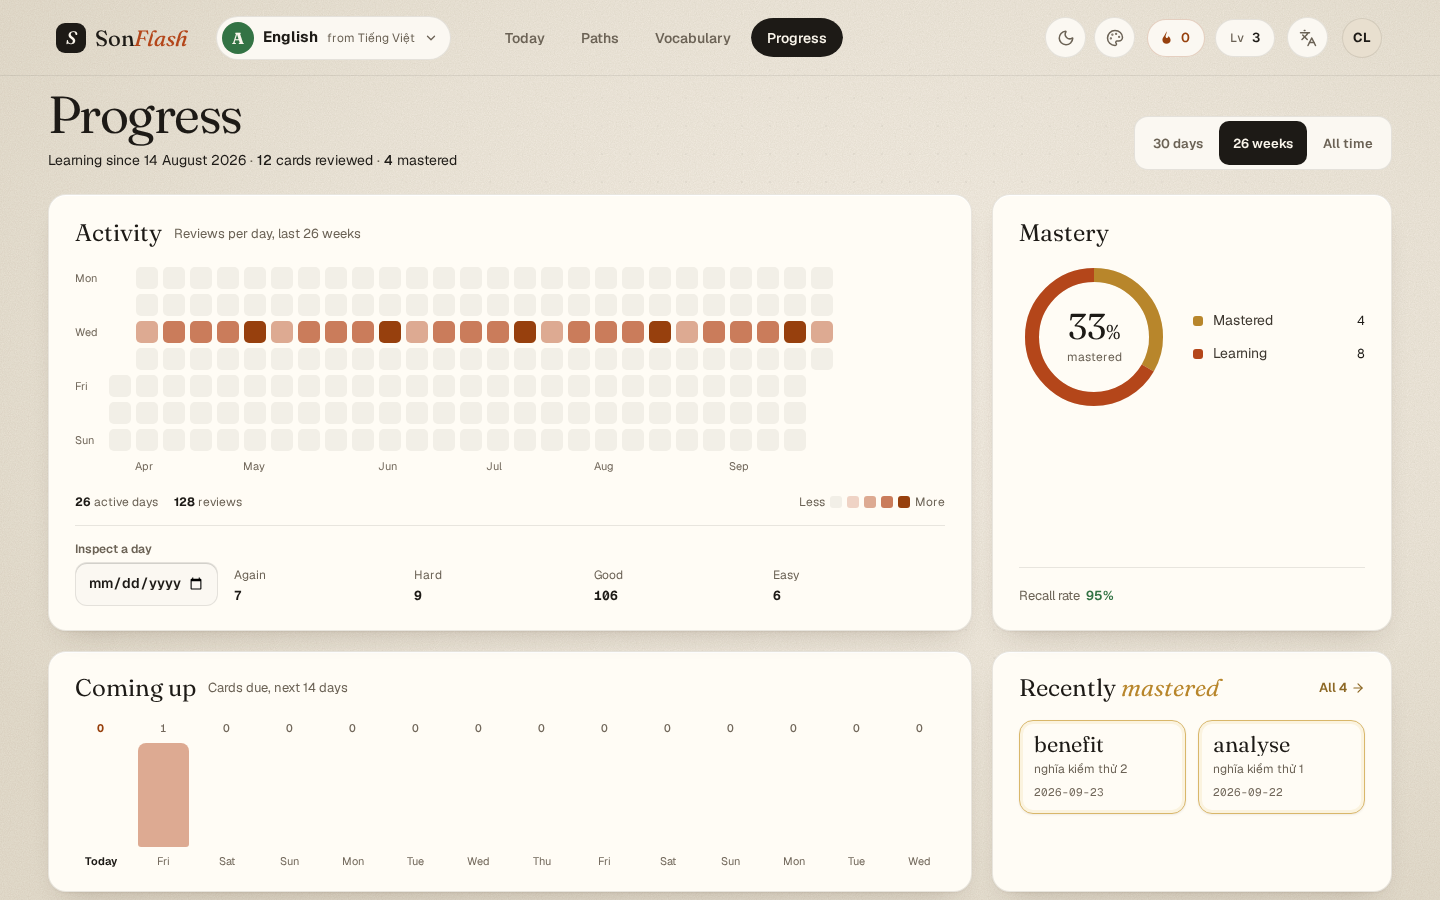 S SonFlash
A English from Tiếng Việt
Today Paths Vocabulary Progress
0
Lv 3
CL
Progress
Learning since 14 August 2026 · 12 cards reviewed · 4 mastered
30 days 26 weeks All time
Activity Reviews per day, last 26 weeks
Mon
Wed
Fri
Sun
Apr May Jun Jul Aug Sep
26 active days 128 reviews
Less More
Inspect a day
mm/dd/yyyy
Again Hard Good Easy
7 9 106 6
Mastery
33%
mastered
Mastered 4
Learning 8
Recall rate 95%
Coming up Cards due, next 14 days
0 1 0 0 0 0 0 0 0 0 0 0 0 0
Today Fri Sat Sun Mon Tue Wed Thu Fri Sat Sun Mon Tue Wed
Recently mastered
All 4 →
benefit
nghĩa kiểm thử 2
2026-09-23
analyse
nghĩa kiểm thử 1
2026-09-22